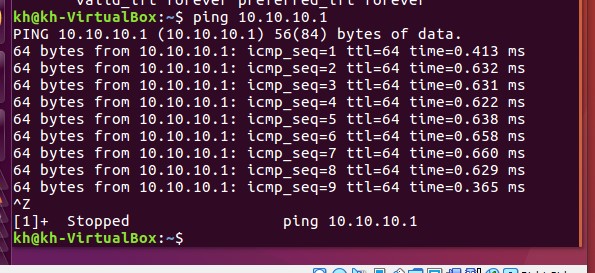 valid_lft forever preferred_lft forever
kh@kh-VirtualBox:~$ ping 10.10.10.1
PING 10.10.10.1 (10.10.10.1) 56(84) bytes of data.
64 bytes from 10.10.10.1: icmp_seq=1 ttl=64 time=0.413 ms
64 bytes from 10.10.10.1: icmp_seq=2 ttl=64 time=0.632 ms
64 bytes from 10.10.10.1: icmp_seq=3 ttl=64 time=0.631 ms
64 bytes from 10.10.10.1: icmp_seq=4 ttl=64 time=0.622 ms
64 bytes from 10.10.10.1: icmp_seq=5 ttl=64 time=0.638 ms
64 bytes from 10.10.10.1: icmp_seq=6 ttl=64 time=0.658 ms
64 bytes from 10.10.10.1: icmp_seq=7 ttl=64 time=0.660 ms
64 bytes from 10.10.10.1: icmp_seq=8 ttl=64 time=0.629 ms
64 bytes from 10.10.10.1: icmp_seq=9 ttl=64 time=0.365 ms
^Z
[1]+  Stopped                 ping 10.10.10.1
kh@kh-VirtualBox:~$